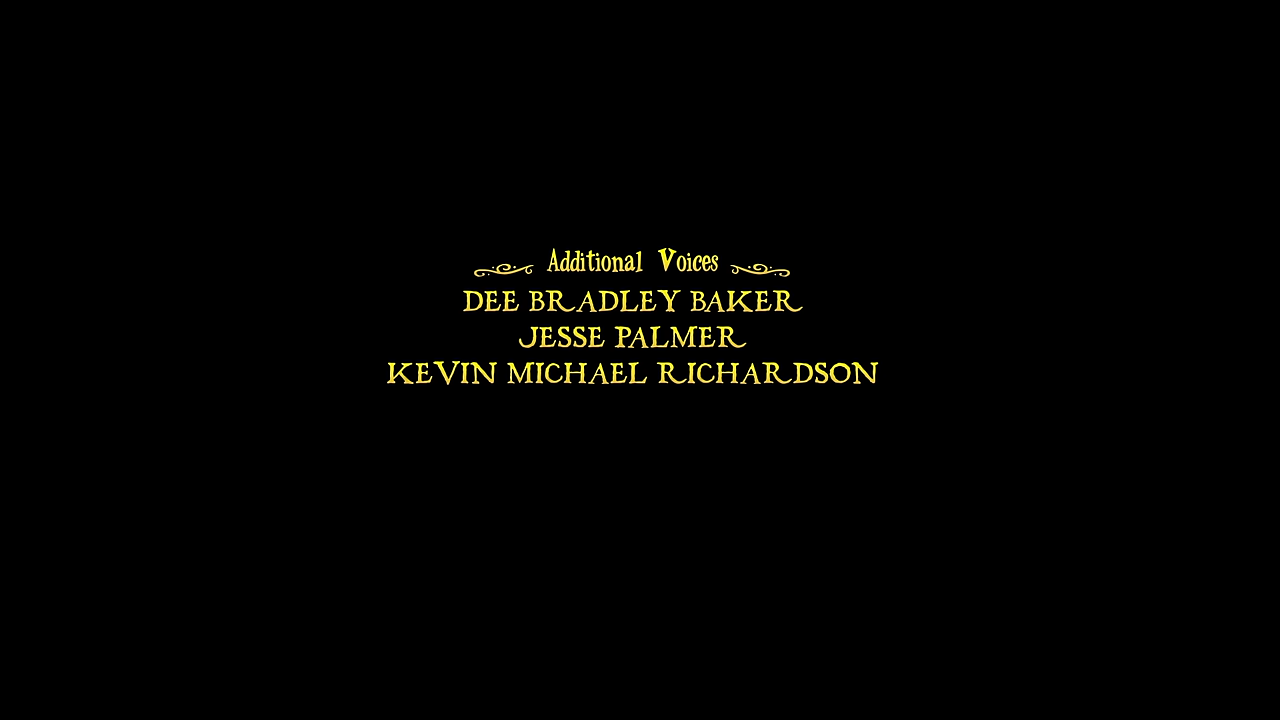 Additional Voices
DEE BRADLEY BAKER
JESSE PALMER
KEVIN MICHAEL RICHARDSON